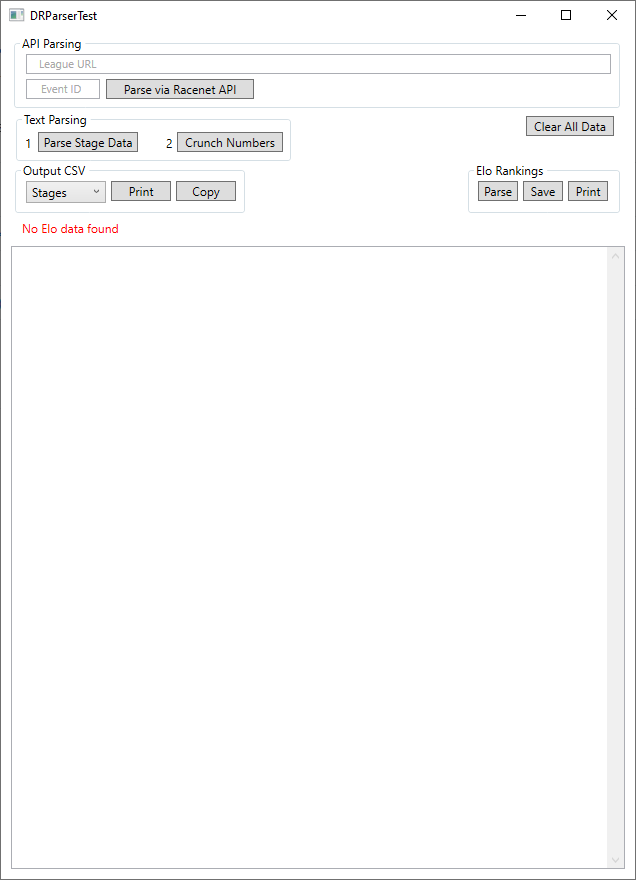 DRParserTest
API Parsing
League URL
Event ID
Parse via Racenet API
Text Parsing
1 Parse Stage Data 2 Crunch Numbers
Clear All Data
Output CSV
Stages Print Copy
Elo Rankings
Parse Save Print
No Elo data found